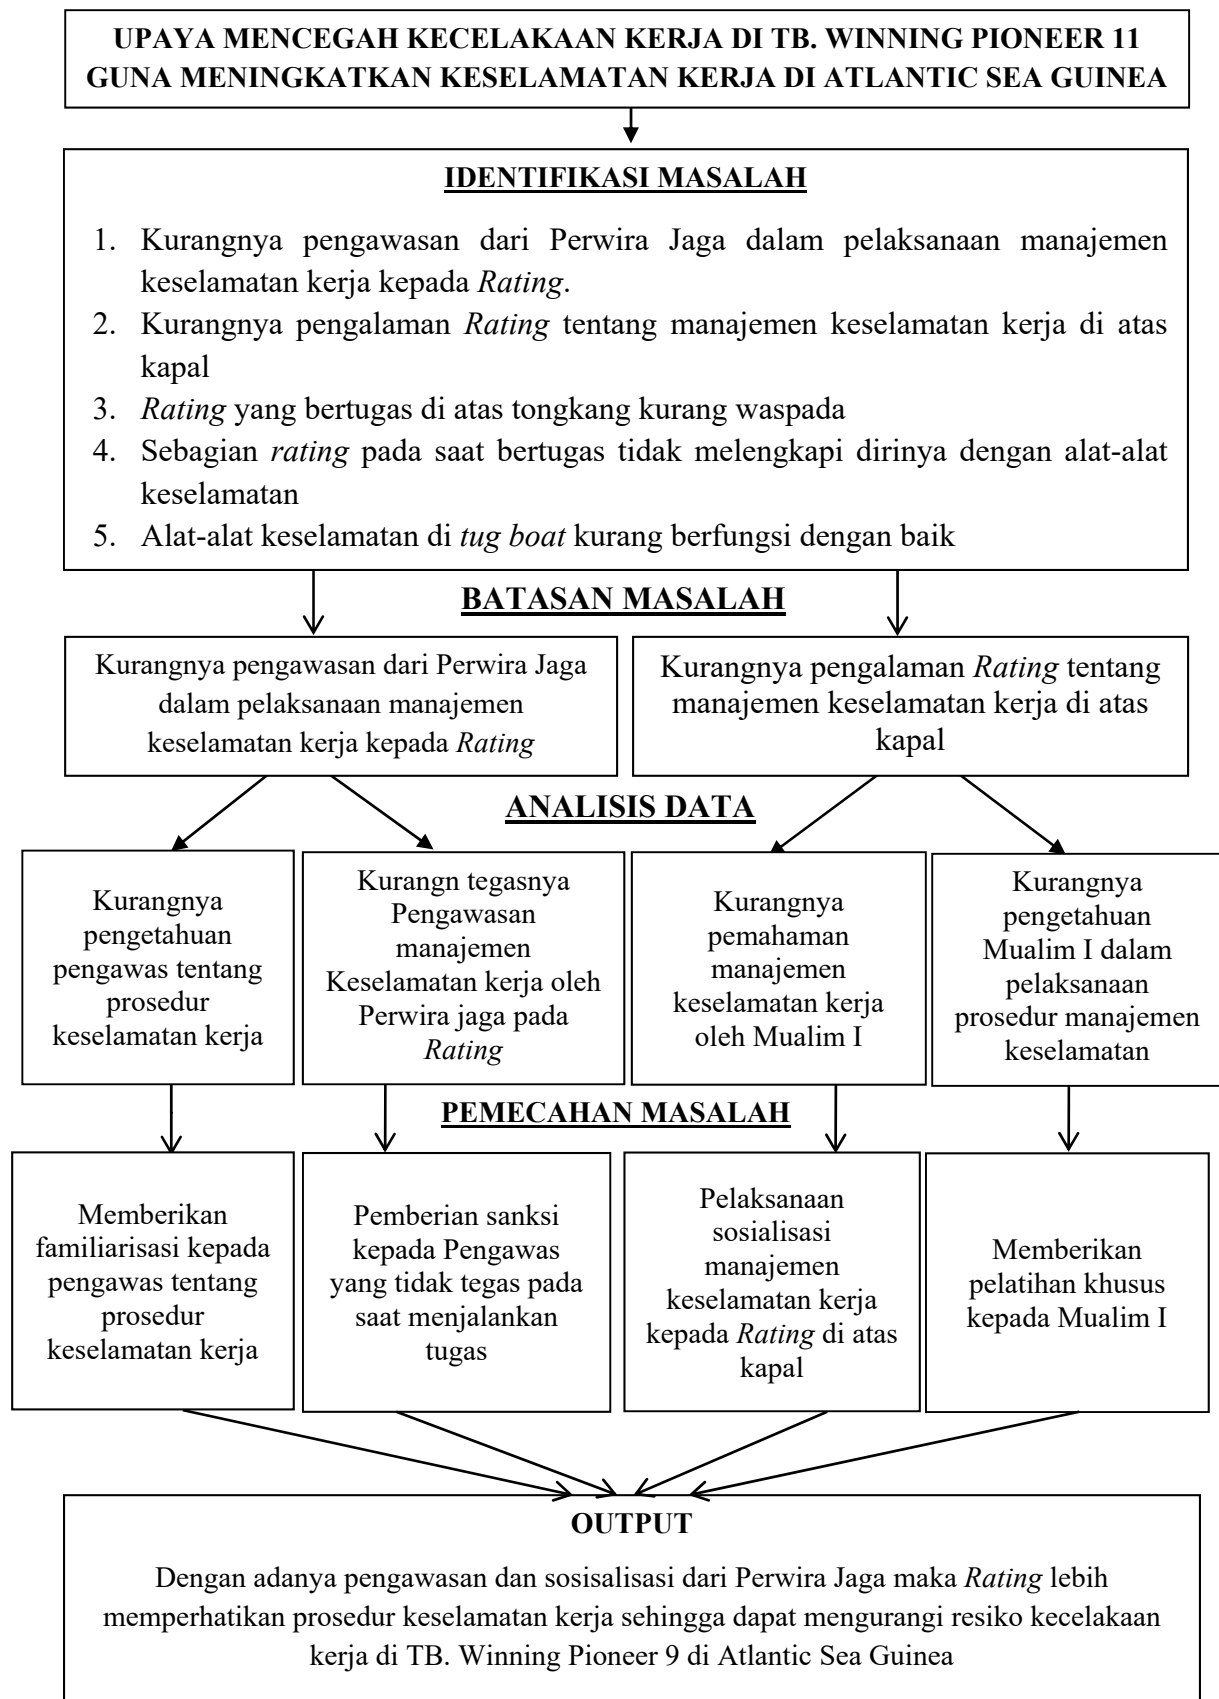 UPAYA MENCEGAH KECELAKAAN KERJA DI TB. WINNING PIONEER 11
GUNA MENINGKATKAN KESELAMATAN KERJA DI ATLANTIC SEA GUINEA
IDENTIFIKASI MASALAH
1. Kurangnya pengawasan dari Perwira Jaga dalam pelaksanaan manajemen
keselamatan kerja kepada Rating.
2. Kurangnya pengalaman Rating tentang manajemen keselamatan kerja di atas
kapal
3. Rating yang bertugas di atas tongkang kurang waspada
4. Sebagian rating pada saat bertugas tidak melengkapi dirinya dengan alat-alat
keselamatan
5. Alat-alat keselamatan di tug boat kurang berfungsi dengan baik
BATASAN MASALAH
Kurangnya pengawasan dari Perwira Jaga
dalam pelaksanaan manajemen
keselamatan kerja kepada Rating
Kurangnya pengalaman Rating tentang
manajemen keselamatan kerja di atas
kapal
ANALISIS DATA
Kurangnya
pengetahuan
pengawas tentang
prosedur
keselamatan kerja
Kurangn tegasnya
Pengawasan
manajemen
Keselamatan kerja oleh
Perwira jaga pada
Rating
Kurangnya
pemahaman
manajemen
keselamatan kerja
oleh Mualim I
Kurangnya
pengetahuan
Mualim I dalam
pelaksanaan
prosedur manajemen
keselamatan
PEMECAHAN MASALAH
Memberikan
familiarisasi kepada
pengawas tentang
prosedur
keselamatan kerja
Pemberian sanksi
kepada Pengawas
yang tidak tegas pada
saat menjalankan
tugas
Pelaksanaan
sosialisasi
manajemen
keselamatan kerja
kepada Rating di atas
kapal
Memberikan
pelatihan khusus
kepada Mualim I
OUTPUT
Dengan adanya pengawasan dan sosisalisasi dari Perwira Jaga maka Rating lebih
memperhatikan prosedur keselamatan kerja sehingga dapat mengurangi resiko kecelakaan
kerja di TB. Winning Pioneer 9 di Atlantic Sea Guinea